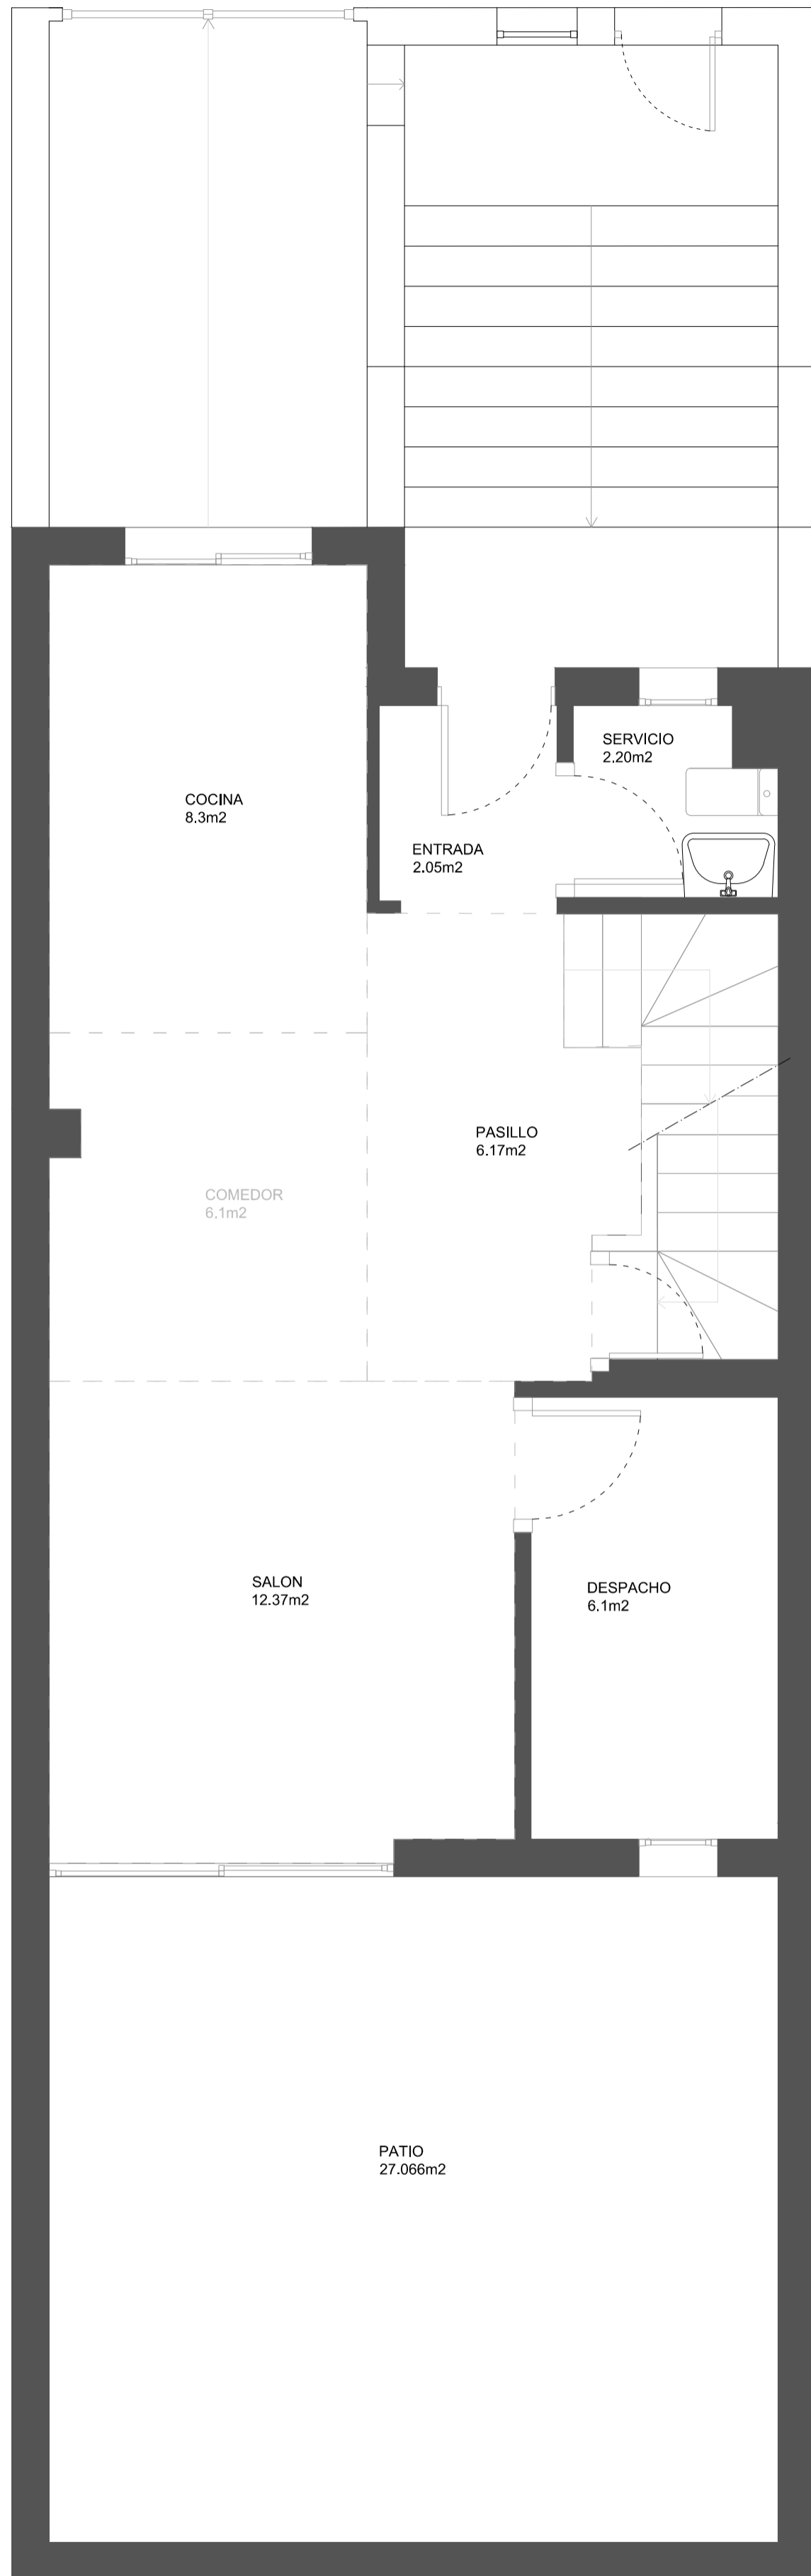 SERVICIO
2.20m2
COCINA
8.3m2
ENTRADA
2.05m2
PASILLO
6.17m2
COMEDOR
6.1m2
SALON
12.37m2
DESPACHO
6.1m2
PATIO
27.066m2